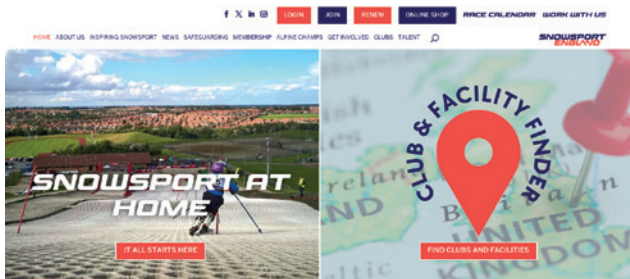 LOGIN JOIN RENEW ONLINE SHOP RACE CALENDAR WORK WITH US
HOME ABOUT US INSPIRING SNOWSPORT NEWS SAFEGUARDING MEMBERSHIP ALPINE CHAMPS GET INVOLVED CLUBS TALENT
SNOWSPORT
ENGLAND
SNOWSPORT AT
HOME
IT ALL STARTS HERE
CLUB & FACILITY FINDER
FIND CLUBS AND FACILITIES
UNITED
KINGDOM